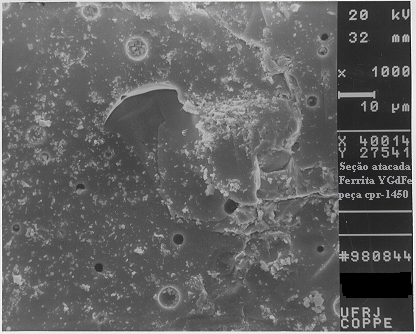 20 kV
32 mm
x 1000
10 µm
X 40014
Y 27541
Seção atacada
Ferrita YGdFe
peça cpr-1450
#980844
UFRJ
COPPE